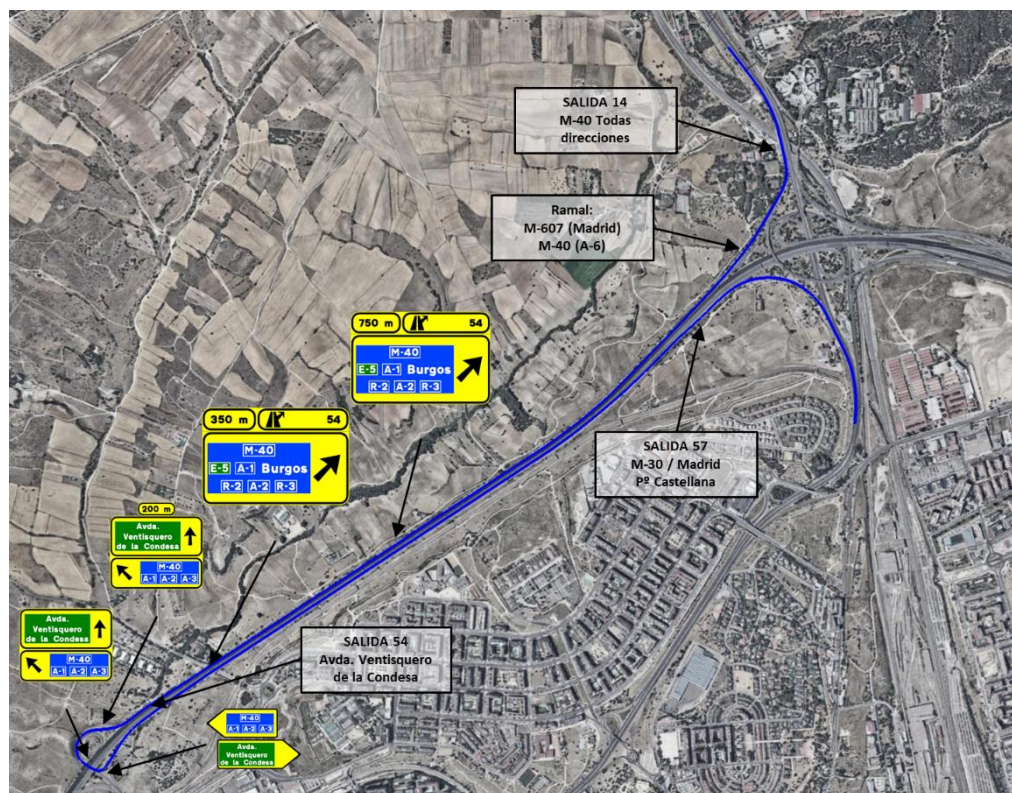 SALIDA 14
M-40 Todas
direcciones
Ramal:
M-607 (Madrid)
M-40 (A-6)
750 m
54
M-40
E-5 A-1 Burgos
R-2 A-2 R-3
350 m
54
M-40
E-5 A-1 Burgos
R-2 A-2 R-3
SALIDA 57
M-30 / Madrid
Pº Castellana
200 m
Avda.
Ventisquero
de la Condesa
M-40
A-1 A-2 A-3
Avda.
Ventisquero
de la Condesa
M-40
A-1 A-2 A-3
SALIDA 54
Avda. Ventisquero
de la Condesa
M-40
A-1 A-2 A-3
Avda.
Ventisquero
de la Condesa